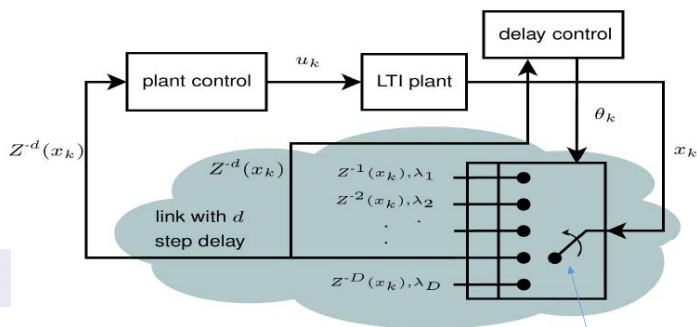 delay control
plant control
u_k
LTI plant
θ_k
x_k
Z^{-d}(x_k)
Z^{-d}(x_k)
Z^{-1}(x_k),λ_1
Z^{-2}(x_k),λ_2
link with d
step delay
Z^{-D}(x_k),λ_D